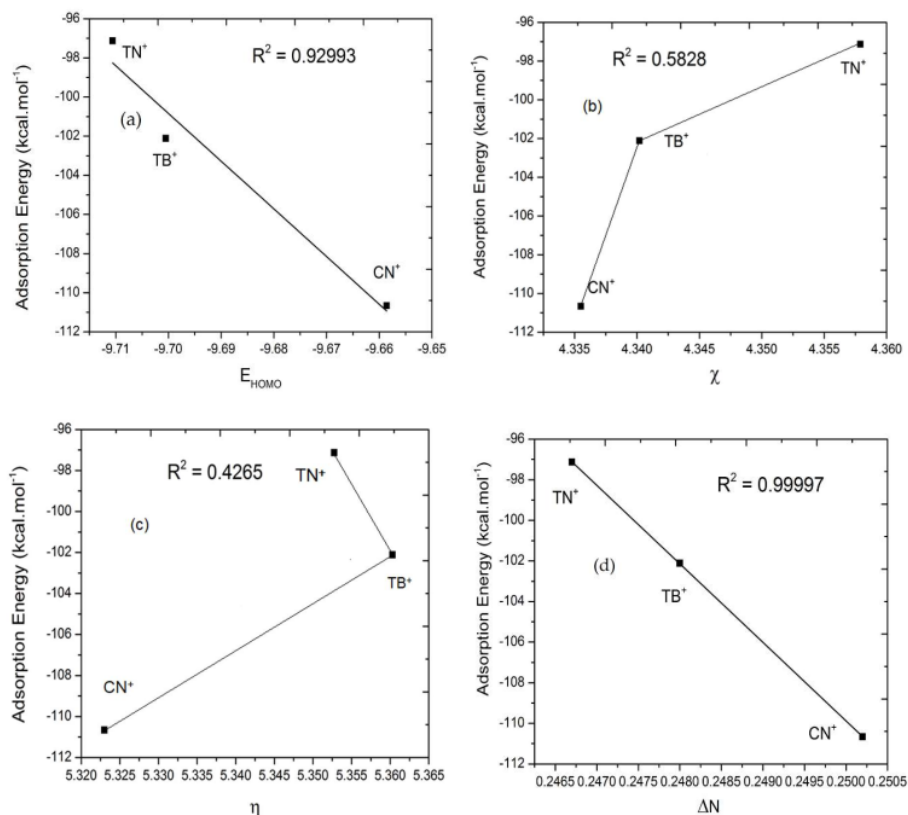 Adsorption Energy (kcal.mol⁻¹)
-96
-98
-100
-102
-104
-106
-108
-110
-112
TN⁺
R² = 0.92993
(a)
TB⁺
CN⁺
-9.71
-9.70
-9.69
-9.68
-9.67
-9.66
-9.65
E_HOMO
Adsorption Energy (kcal.mol⁻¹)
-96
-98
-100
-102
-104
-106
-108
-110
-112
R² = 0.5828
TN⁺
(b)
TB⁺
CN⁺
4.335
4.340
4.345
4.350
4.355
4.360
χ
Adsorption Energy (kcal.mol⁻¹)
-96
-98
-100
-102
-104
-106
-108
-110
-112
R² = 0.4265
TN⁺
(c)
TB⁺
CN⁺
5.320
5.325
5.330
5.335
5.340
5.345
5.350
5.355
5.360
5.365
η
Adsorption Energy (kcal.mol⁻¹)
-96
-98
-100
-102
-104
-106
-108
-110
-112
R² = 0.99997
TN⁺
(d)
TB⁺
CN⁺
0.2465
0.2470
0.2475
0.2480
0.2485
0.2490
0.2495
0.2500
0.2505
ΔN